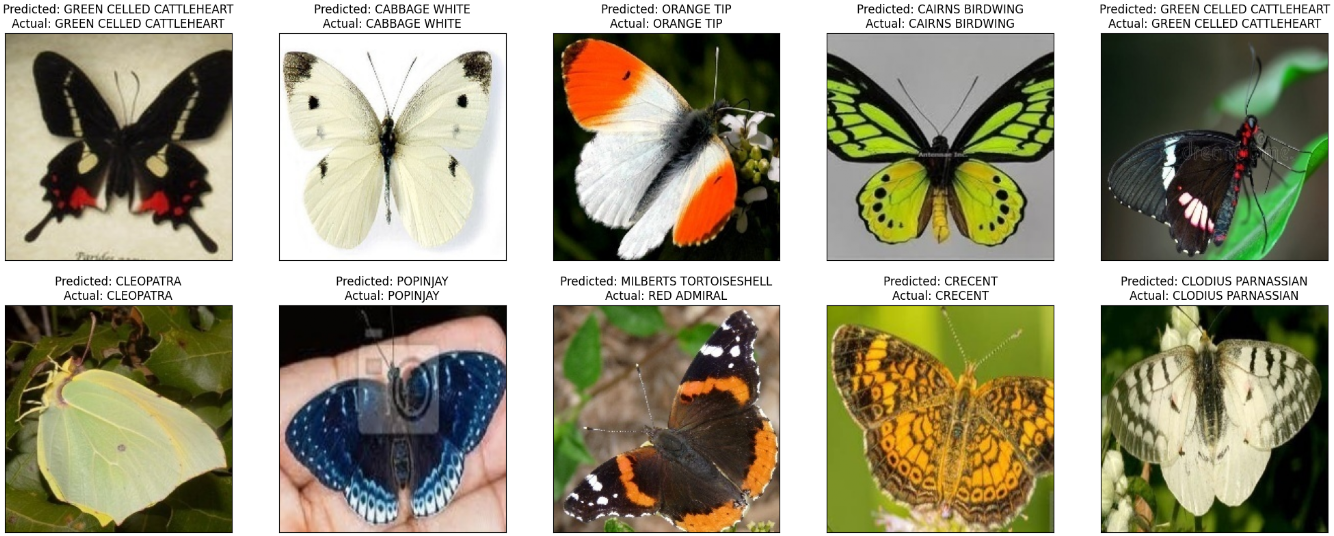 Predicted: GREEN CELLED CATTLEHEART
Actual: GREEN CELLED CATTLEHEART
Predicted: CABBAGE WHITE
Actual: CABBAGE WHITE
Predicted: ORANGE TIP
Actual: ORANGE TIP
Predicted: CAIRNS BIRDWING
Actual: CAIRNS BIRDWING
Predicted: GREEN CELLED CATTLEHEART
Actual: GREEN CELLED CATTLEHEART
Predicted: CLEOPATRA
Actual: CLEOPATRA
Predicted: POPINJAY
Actual: POPINJAY
Predicted: MILBERTS TORTOISESHELL
Actual: RED ADMIRAL
Predicted: CRECENT
Actual: CRECENT
Predicted: CLODIUS PARNASSIAN
Actual: CLODIUS PARNASSIAN